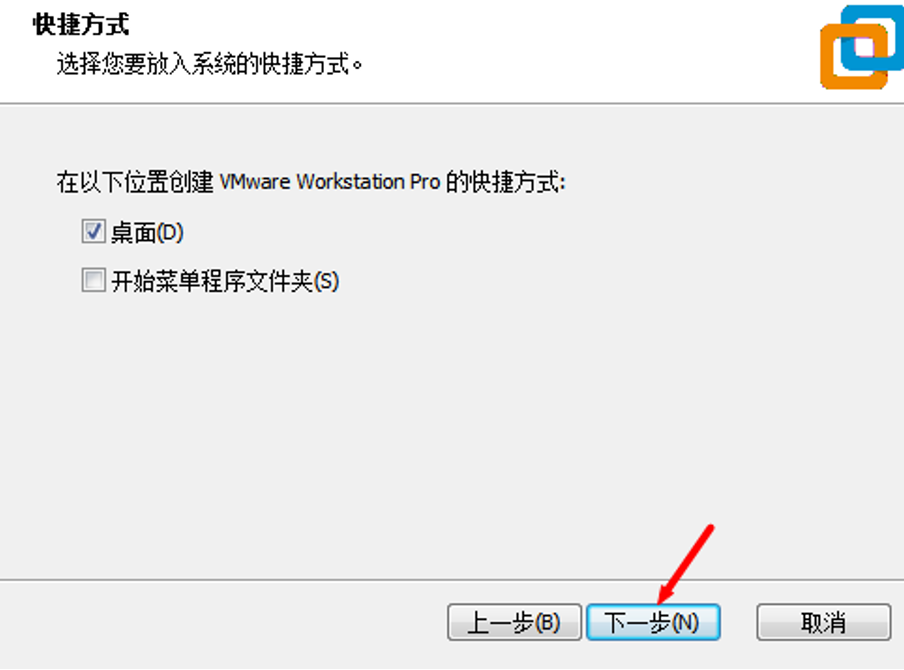 快捷方式
选择您要放入系统的快捷方式。
在以下位置创建 VMware Workstation Pro 的快捷方式:
桌面(D)
开始菜单程序文件夹(S)
上一步(B) 下一步(N) 取消